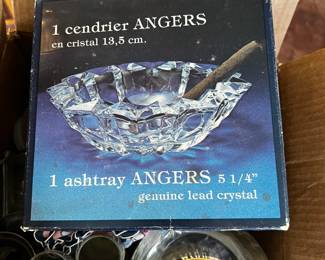 1 cendrier ANGERS
en cristal 13,5 cm.
1 ashtray ANGERS 5 1/4"
genuine lead crystal